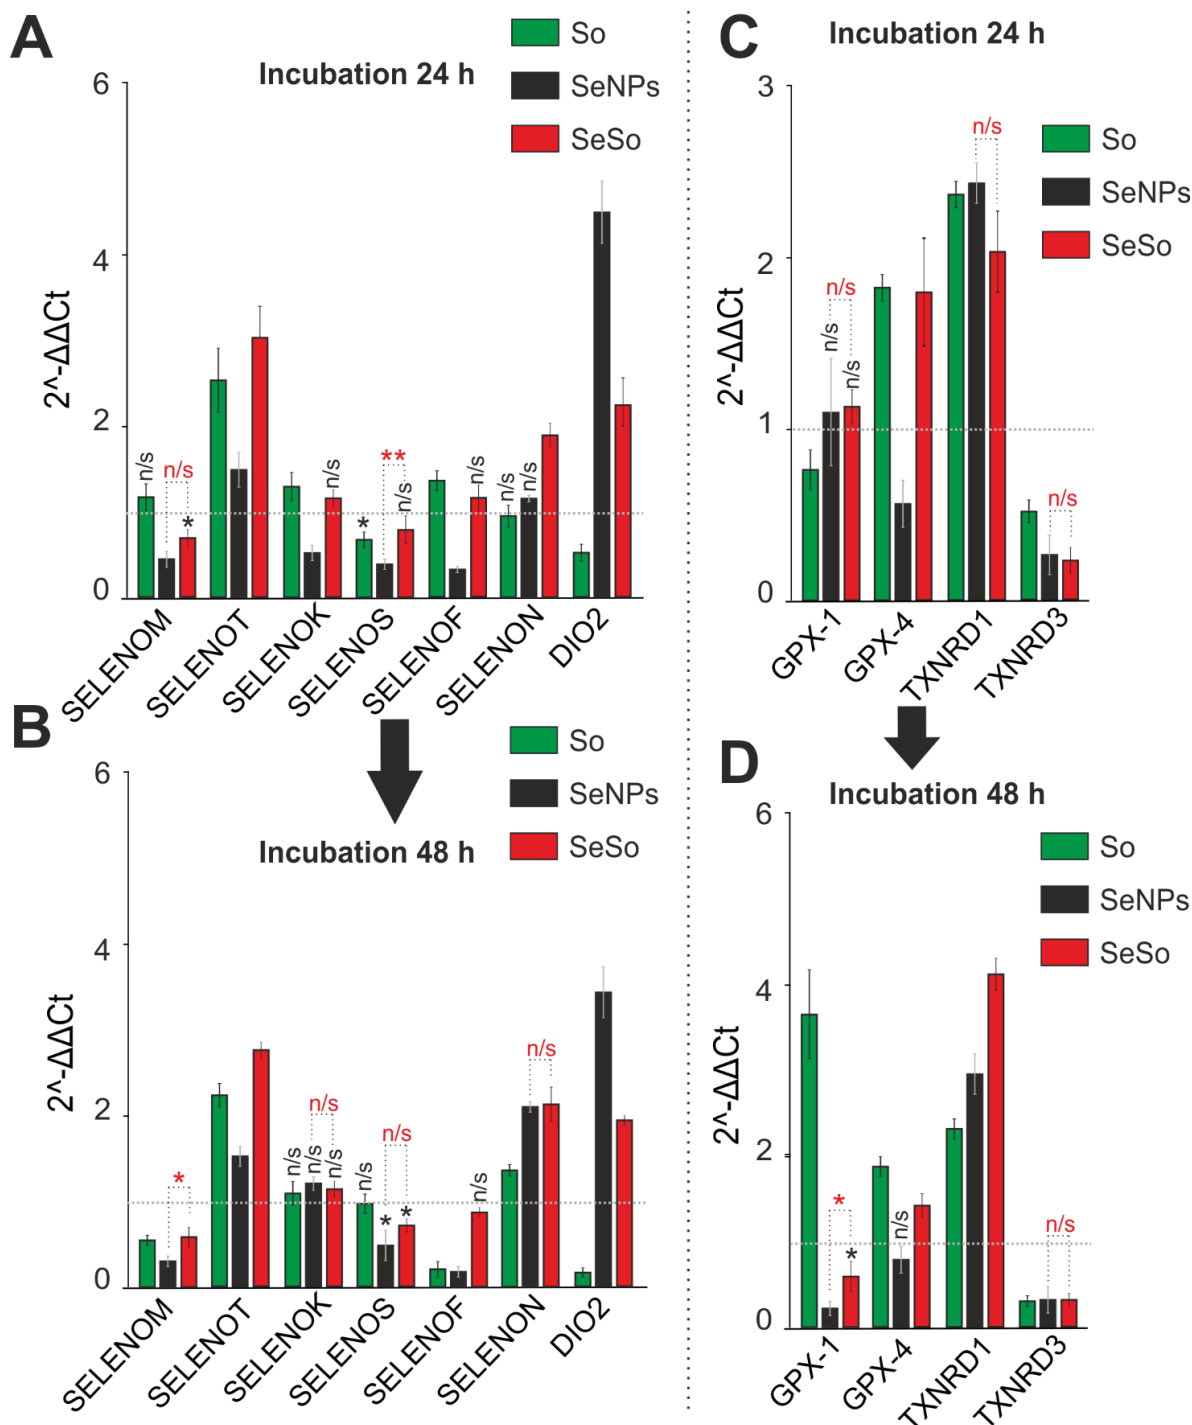 A
So
SeNPs
SeSo
Incubation 24 h
6
4
2
0
2^-ΔΔCt
n/s
n/s
*
n/s
*
**
n/s
n/s
n/s
n/s
SELENOM
SELENOT
SELENOK
SELENOS
SELENOF
SELENON
DIO2
B
So
SeNPs
SeSo
Incubation 48 h
6
4
2
0
2^-ΔΔCt
*
n/s
n/s
n/s
n/s
n/s
n/s
*
*
n/s
n/s
SELENOM
SELENOT
SELENOK
SELENOS
SELENOF
SELENON
DIO2
C
Incubation 24 h
So
SeNPs
SeSo
3
2
1
0
2^-ΔΔCt
n/s
n/s
n/s
n/s
n/s
GPX-1
GPX-4
TXNRD1
TXNRD3
D
Incubation 48 h
So
SeNPs
SeSo
6
4
2
0
2^-ΔΔCt
*
*
n/s
n/s
GPX-1
GPX-4
TXNRD1
TXNRD3